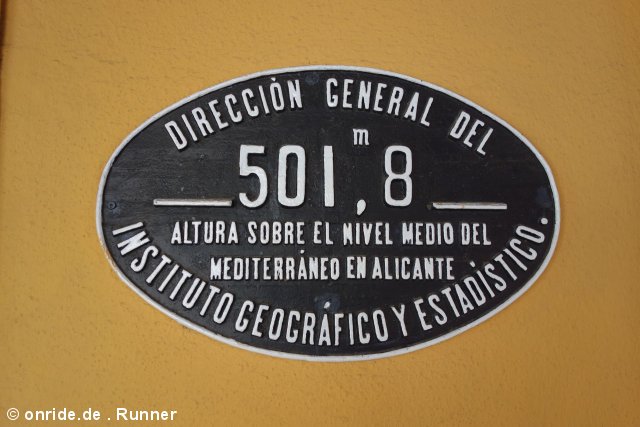 DIRECCIÓN GENERAL DEL
501,8 m
ALTURA SOBRE EL NIVEL MEDIO DEL
MEDITERRÁNEO EN ALICANTE
INSTITUTO GEOGRÁFICO Y ESTADÍSTICO.
© onride.de . Runner